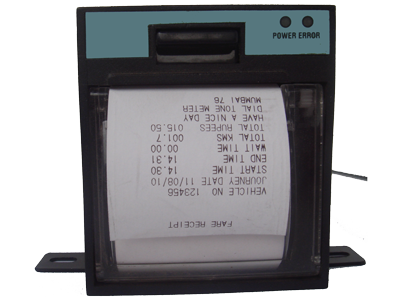 POWER ERROR
FARE RECEIPT
VEHICLE NO 123456
JOURNEY DATE 11/08/10
START TIME 14.30
END TIME 14.31
WAIT TIME 00.00
TOTAL KMS 001.7
TOTAL RUPEES 015.50
HAVE A NICE DAY
DIAL TONE METER
MUMBAI 76